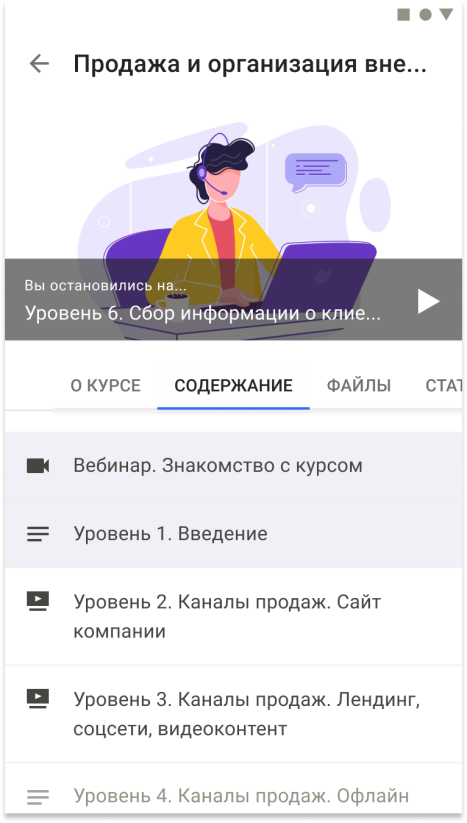 Продажа и организация вне...
Вы остановились на...
Уровень 6. Сбор информации о клие...
О КУРСЕ СОДЕРЖАНИЕ ФАЙЛЫ СТАТ
Вебинар. Знакомство с курсом
Уровень 1. Введение
Уровень 2. Каналы продаж. Сайт
компании
Уровень 3. Каналы продаж. Лендинг,
соцсети, видеоконтент
Уровень 4. Каналы продаж. Офлайн